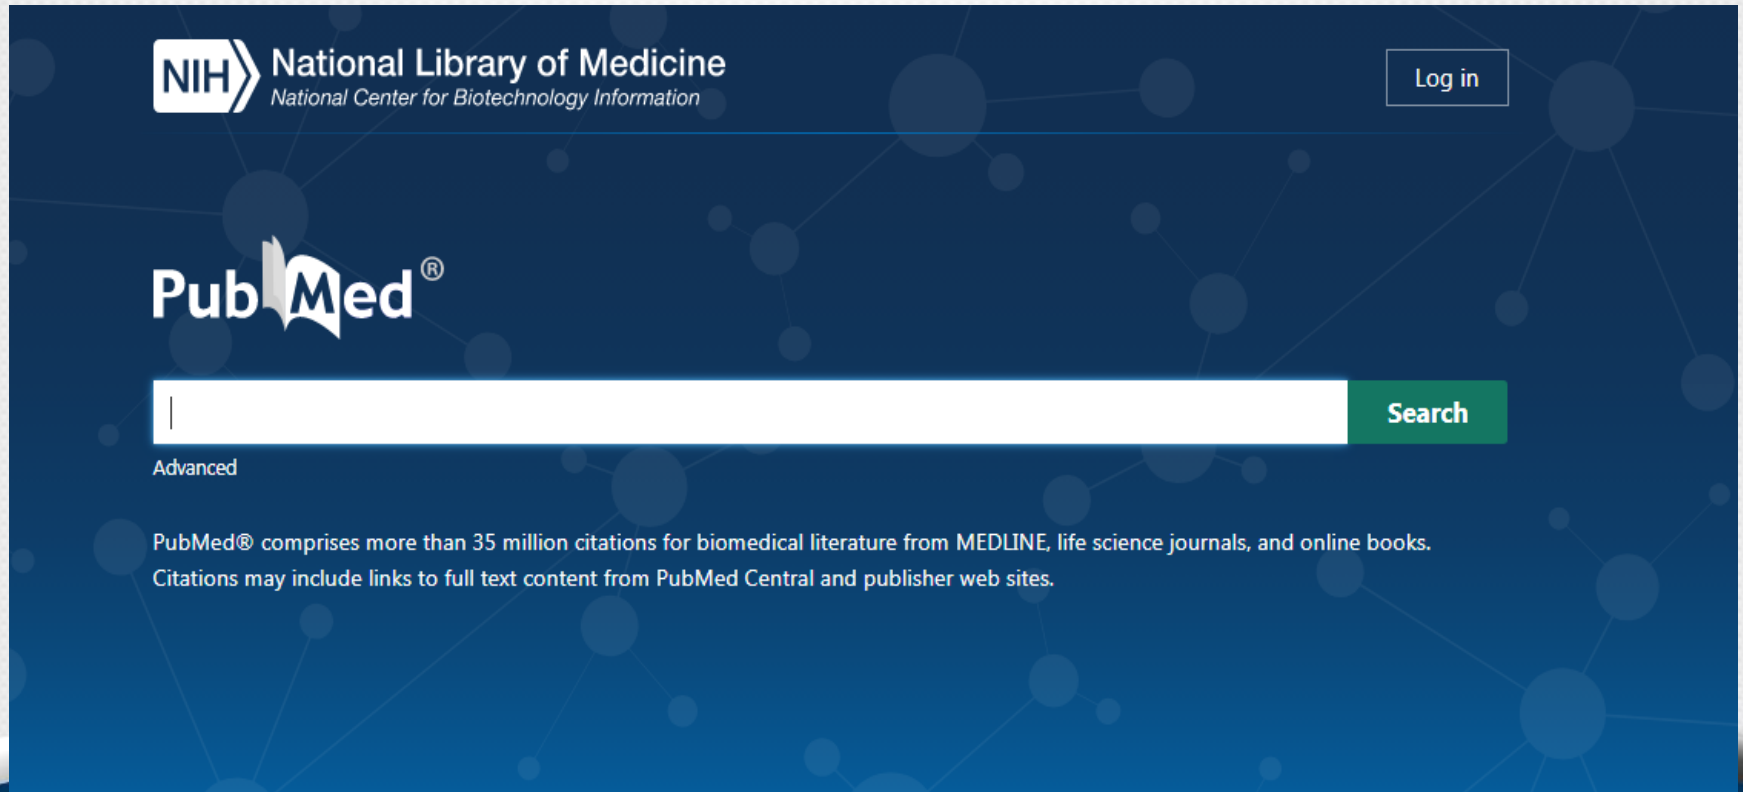 NIH National Library of Medicine
National Center for Biotechnology Information
Log in
PubMed®
Search
Advanced
PubMed® comprises more than 35 million citations for biomedical literature from MEDLINE, life science journals, and online books.
Citations may include links to full text content from PubMed Central and publisher web sites.